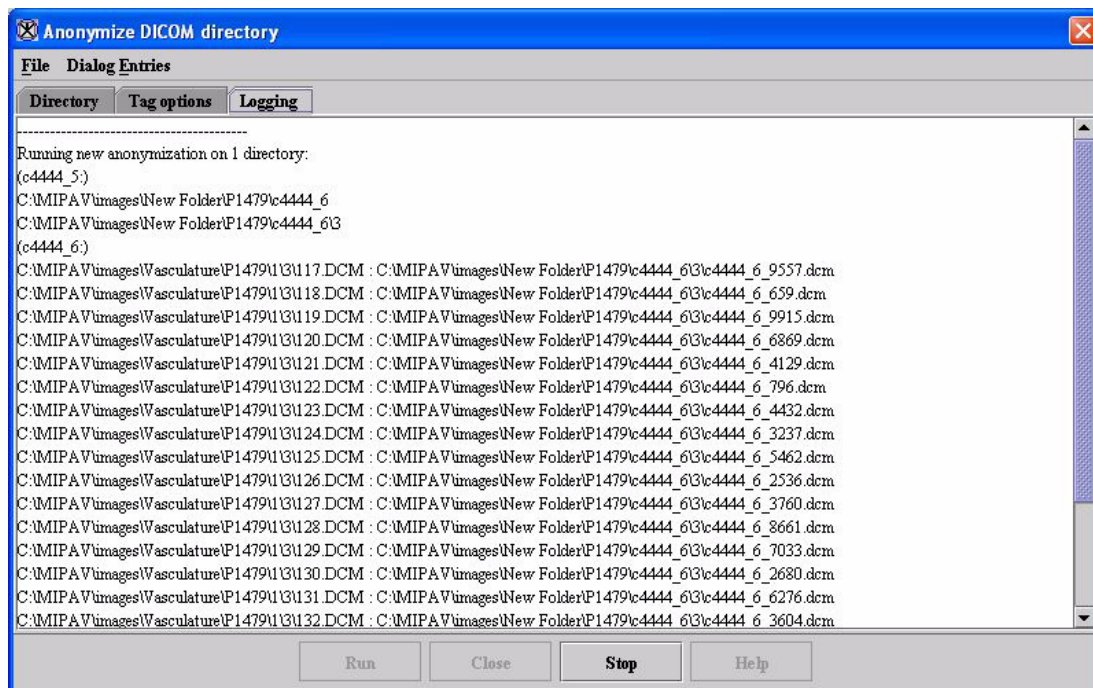 Anonymize DICOM directory
File Dialog Entries
Directory Tag options Logging
------------------------------------------
Running new anonymization on 1 directory:
(c4444_5:)
C:\MIPAV\images\New Folder\P1479\c4444_6
C:\MIPAV\images\New Folder\P1479\c4444_6\3
(c4444_6:)
C:\MIPAV\images\Vasculature\P1479\1\3\117.DCM : C:\MIPAV\images\New Folder\P1479\c4444_6\3\c4444_6_9557.dcm
C:\MIPAV\images\Vasculature\P1479\1\3\118.DCM : C:\MIPAV\images\New Folder\P1479\c4444_6\3\c4444_6_659.dcm
C:\MIPAV\images\Vasculature\P1479\1\3\119.DCM : C:\MIPAV\images\New Folder\P1479\c4444_6\3\c4444_6_9915.dcm
C:\MIPAV\images\Vasculature\P1479\1\3\120.DCM : C:\MIPAV\images\New Folder\P1479\c4444_6\3\c4444_6_6869.dcm
C:\MIPAV\images\Vasculature\P1479\1\3\121.DCM : C:\MIPAV\images\New Folder\P1479\c4444_6\3\c4444_6_4129.dcm
C:\MIPAV\images\Vasculature\P1479\1\3\122.DCM : C:\MIPAV\images\New Folder\P1479\c4444_6\3\c4444_6_796.dcm
C:\MIPAV\images\Vasculature\P1479\1\3\123.DCM : C:\MIPAV\images\New Folder\P1479\c4444_6\3\c4444_6_4432.dcm
C:\MIPAV\images\Vasculature\P1479\1\3\124.DCM : C:\MIPAV\images\New Folder\P1479\c4444_6\3\c4444_6_3237.dcm
C:\MIPAV\images\Vasculature\P1479\1\3\125.DCM : C:\MIPAV\images\New Folder\P1479\c4444_6\3\c4444_6_5462.dcm
C:\MIPAV\images\Vasculature\P1479\1\3\126.DCM : C:\MIPAV\images\New Folder\P1479\c4444_6\3\c4444_6_2536.dcm
C:\MIPAV\images\Vasculature\P1479\1\3\127.DCM : C:\MIPAV\images\New Folder\P1479\c4444_6\3\c4444_6_3760.dcm
C:\MIPAV\images\Vasculature\P1479\1\3\128.DCM : C:\MIPAV\images\New Folder\P1479\c4444_6\3\c4444_6_8661.dcm
C:\MIPAV\images\Vasculature\P1479\1\3\129.DCM : C:\MIPAV\images\New Folder\P1479\c4444_6\3\c4444_6_7033.dcm
C:\MIPAV\images\Vasculature\P1479\1\3\130.DCM : C:\MIPAV\images\New Folder\P1479\c4444_6\3\c4444_6_2680.dcm
C:\MIPAV\images\Vasculature\P1479\1\3\131.DCM : C:\MIPAV\images\New Folder\P1479\c4444_6\3\c4444_6_6276.dcm
C:\MIPAV\images\Vasculature\P1479\1\3\132.DCM : C:\MIPAV\images\New Folder\P1479\c4444_6\3\c4444_6_3604.dcm
Run Close Stop Help